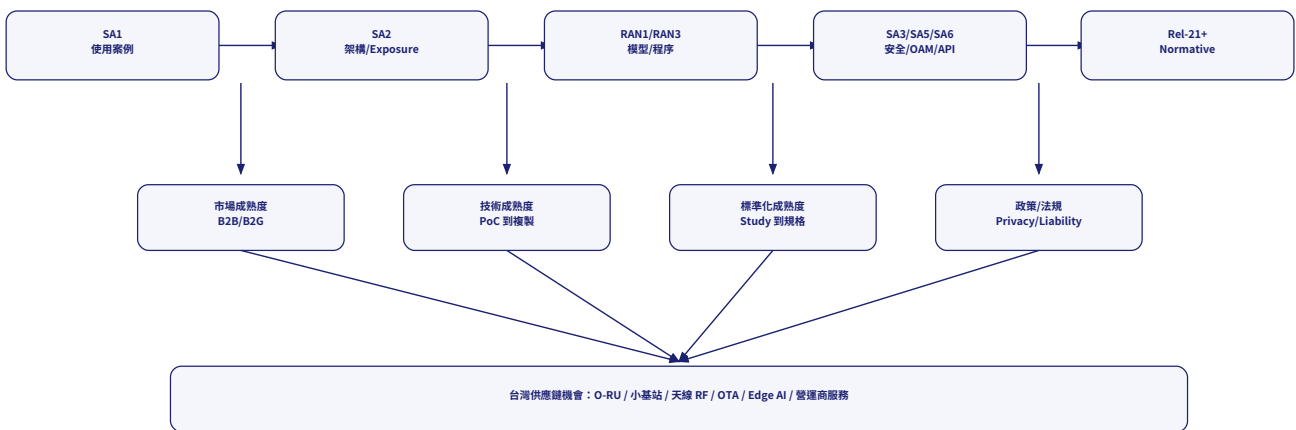 SA1
使用案例
SA2
架構/Exposure
RAN1/RAN3
模型/程序
SA3/SA5/SA6
安全/OAM/API
Rel-21+
Normative
市場成熟度
B2B/B2G
技術成熟度
PoC 到複製
標準化成熟度
Study 到規格
政策/法規
Privacy/Liability
台灣供應鏈機會：O-RU / 小基站 / 天線 RF / OTA / Edge AI / 營運商服務